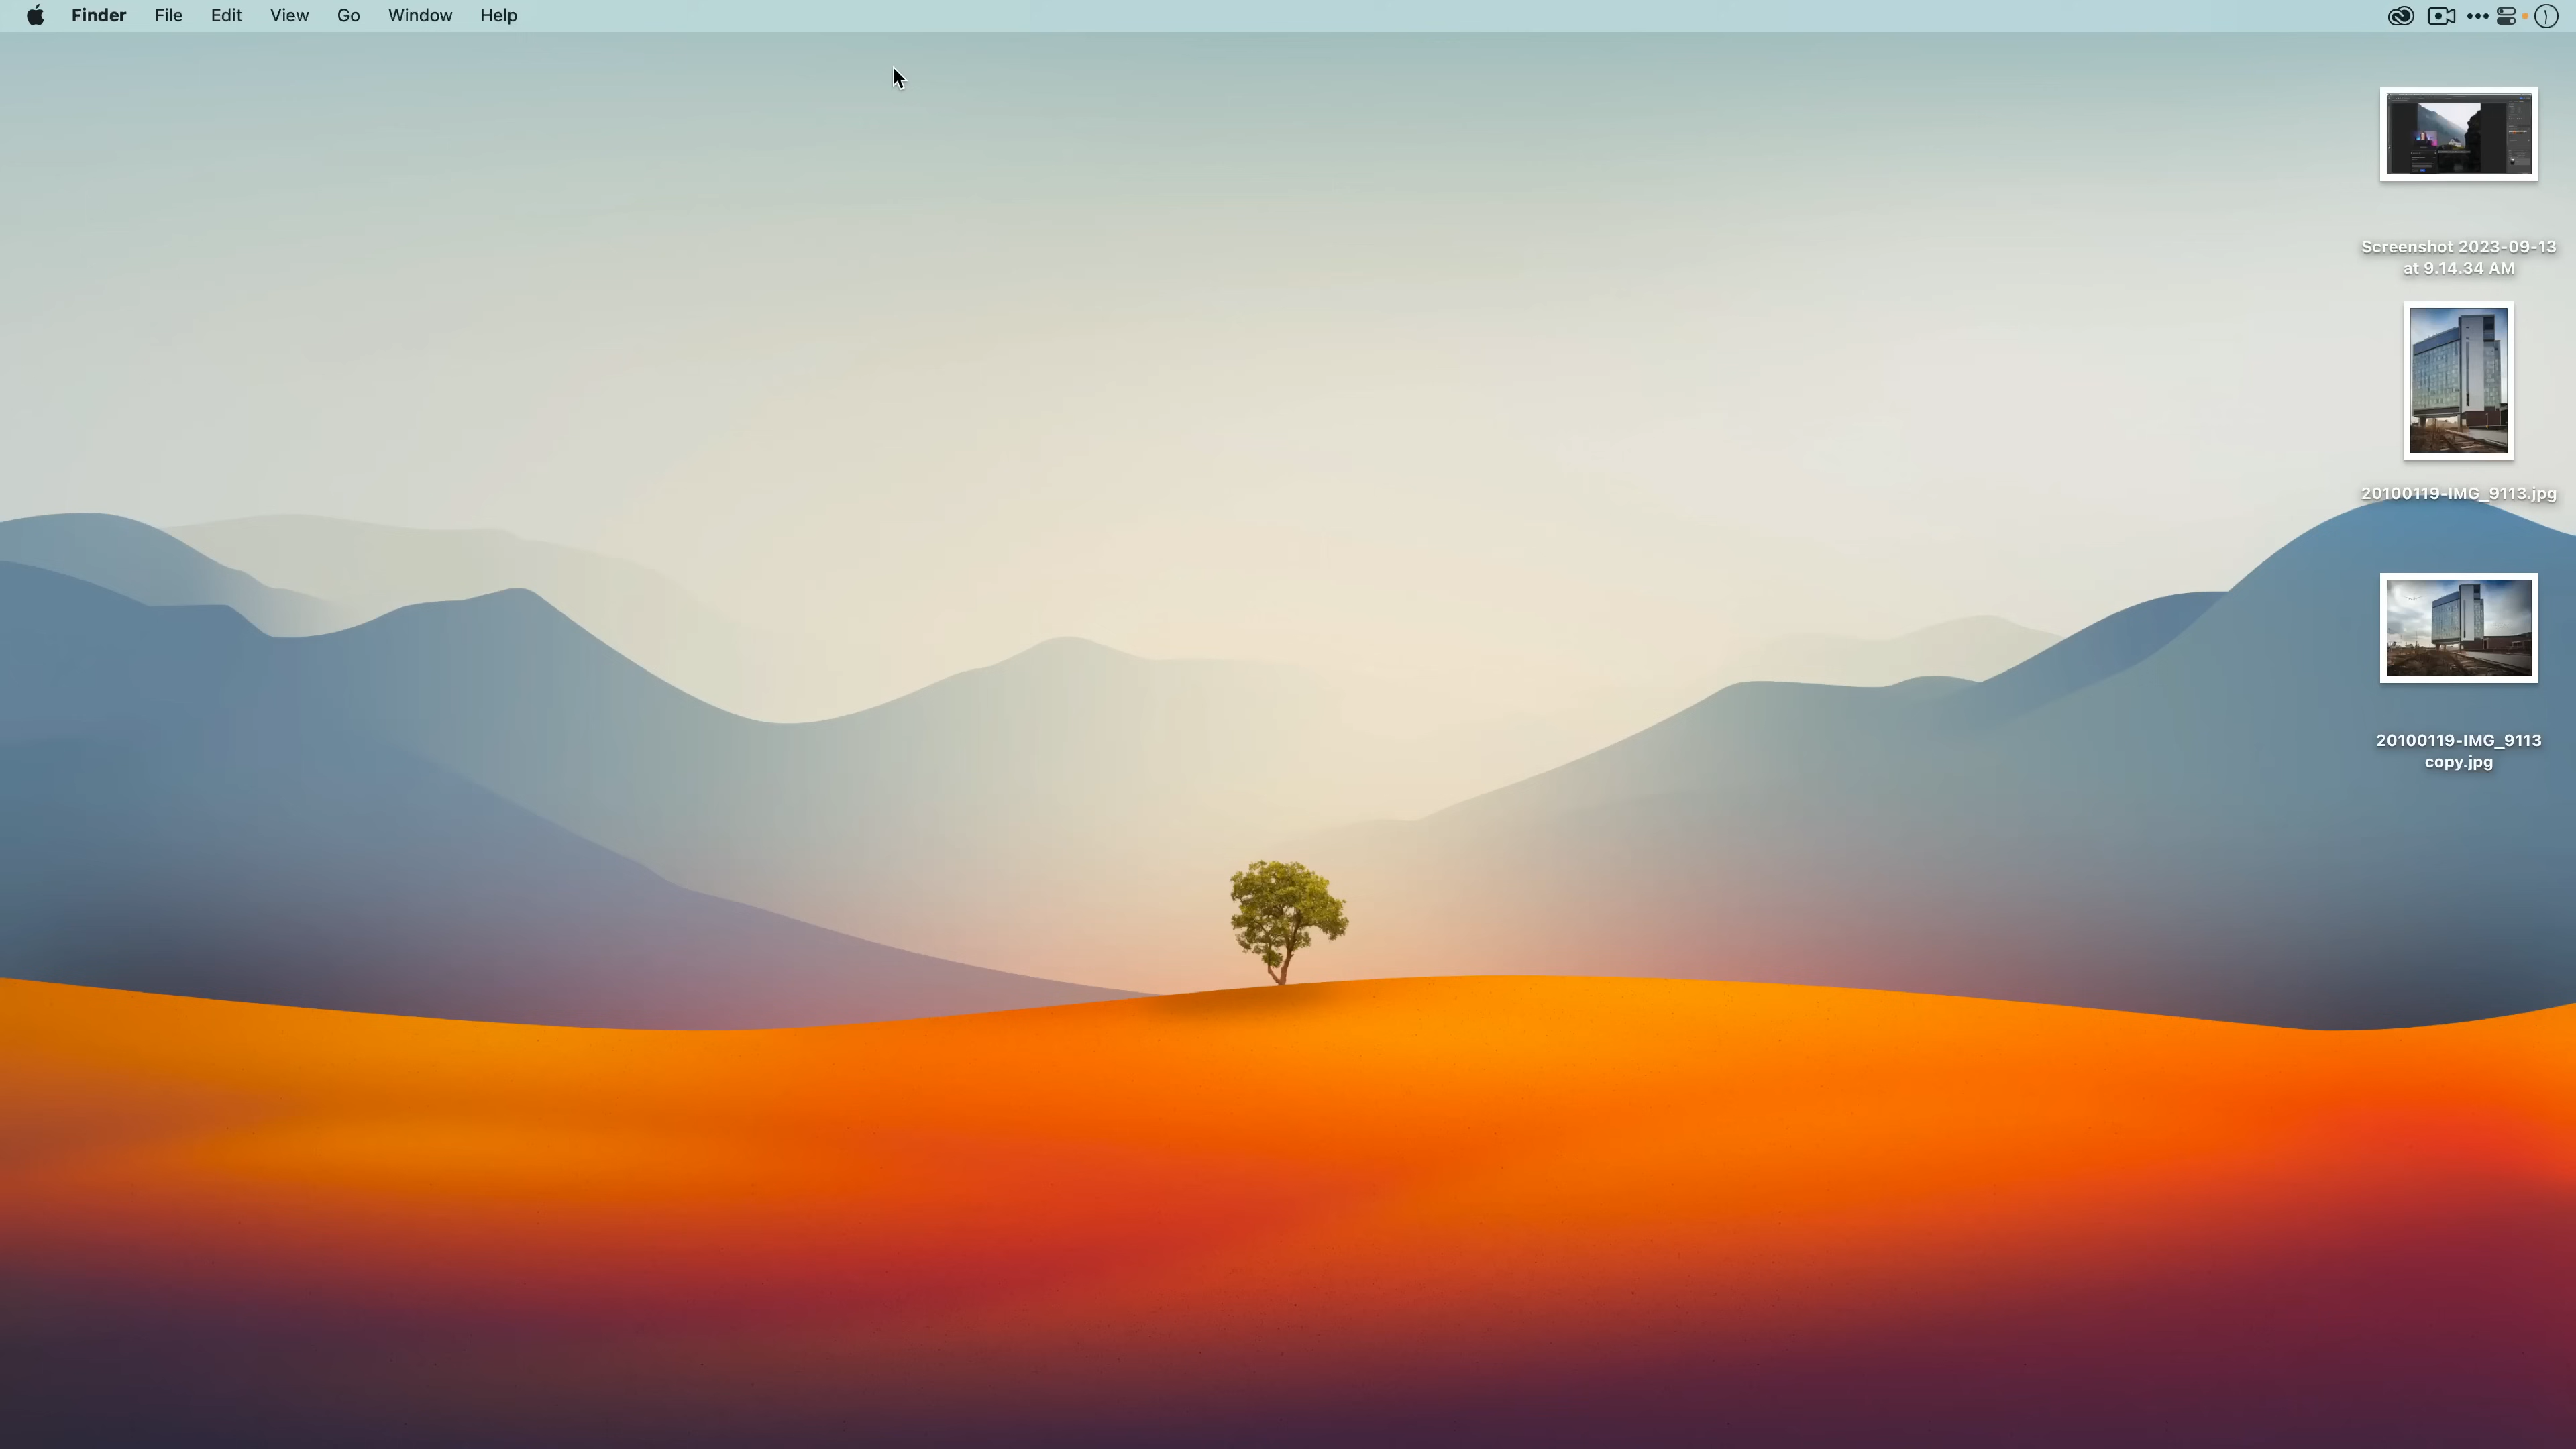 Finder File Edit View Go Window Help
Screenshot 2023-09-13
at 9.14.34 AM
20100119-IMG_9113.jpg
20100119-IMG_9113
copy.jpg